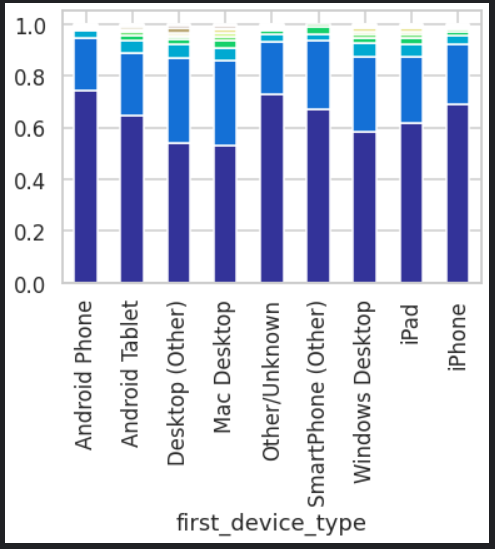 1.0
0.8
0.6
0.4
0.2
0.0
Android Phone
Android Tablet
Desktop (Other)
Mac Desktop
Other/Unknown
SmartPhone (Other)
Windows Desktop
iPad
iPhone
first_device_type